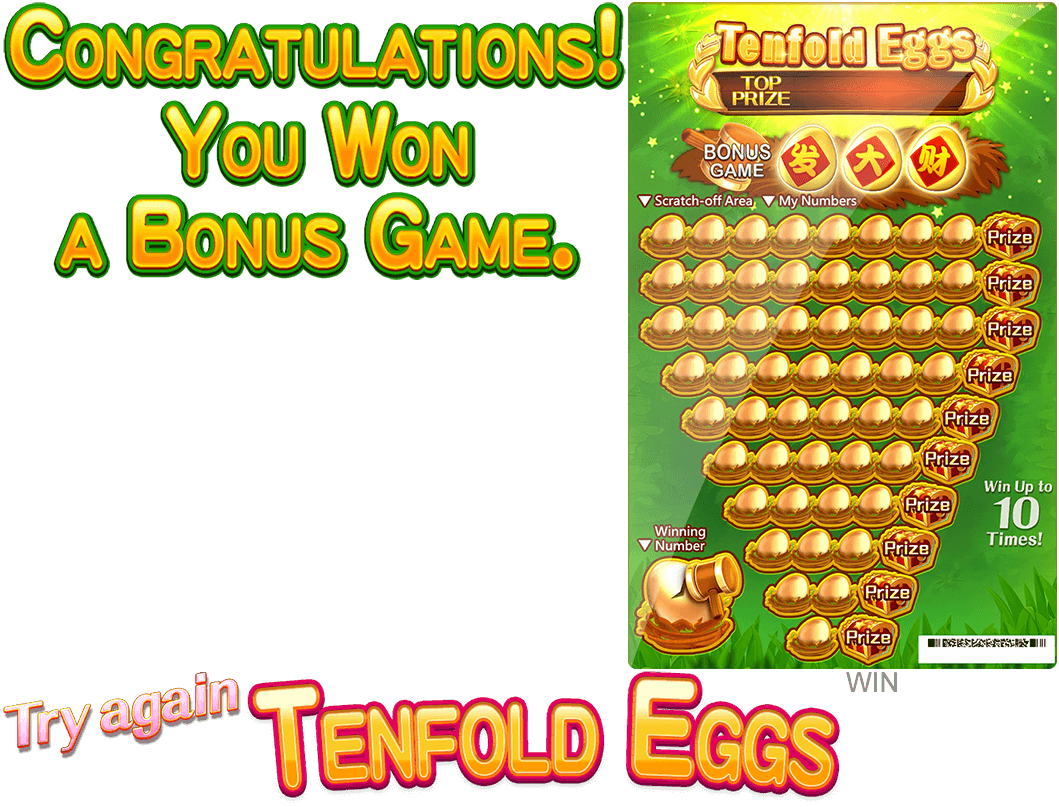 CONGRATULATIONS!
YOU WON
A BONUS GAME.
Tenfold Eggs
TOP
PRIZE
BONUS
GAME
发 大 财
▼Scratch-off Area ▼My Numbers
Prize
Prize
Prize
Prize
Prize
Prize
Prize
Prize
Prize
Prize
Win Up to
10
Times!
Winning
▼Number
WIN
Try again
TENFOLD EGGS